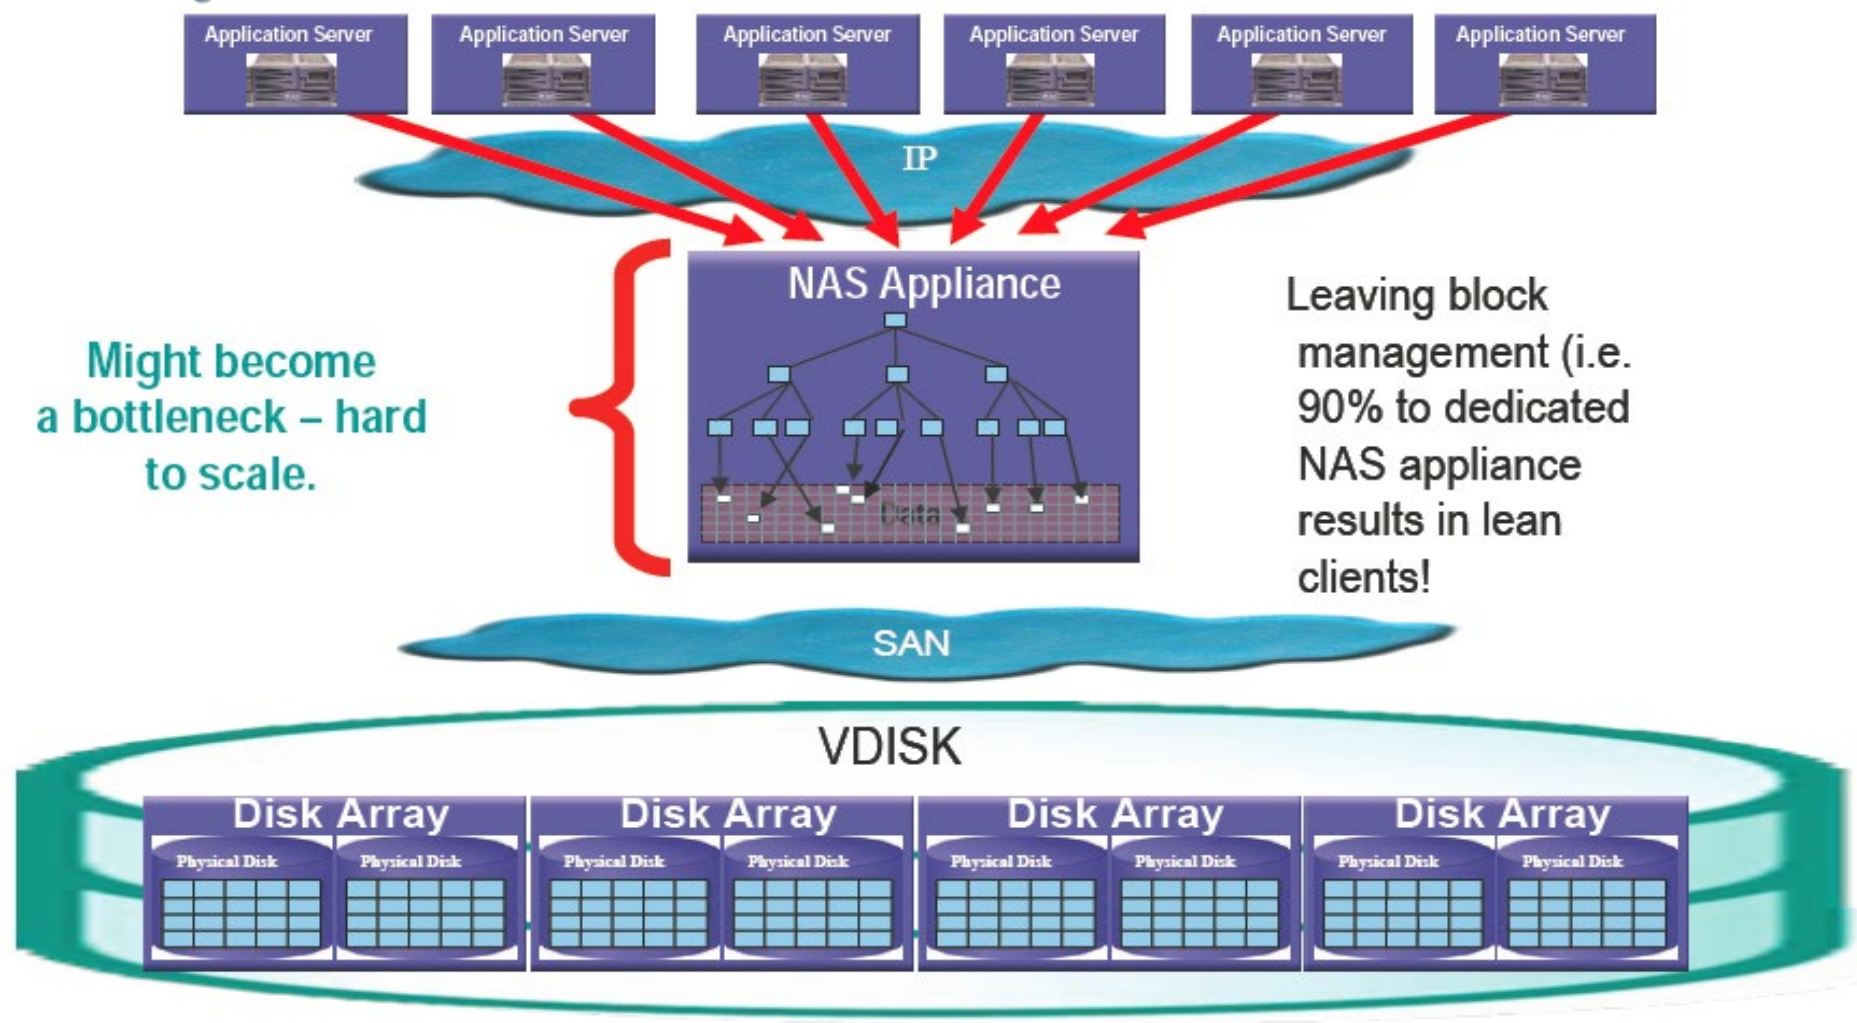 Application Server
Application Server
Application Server
Application Server
Application Server
Application Server
IP
NAS Appliance
Data
Might become
a bottleneck – hard
to scale.
Leaving block
management (i.e.
90% to dedicated
NAS appliance
results in lean
clients!
SAN
VDISK
Disk Array
Disk Array
Disk Array
Disk Array
Physical Disk
Physical Disk
Physical Disk
Physical Disk
Physical Disk
Physical Disk
Physical Disk
Physical Disk